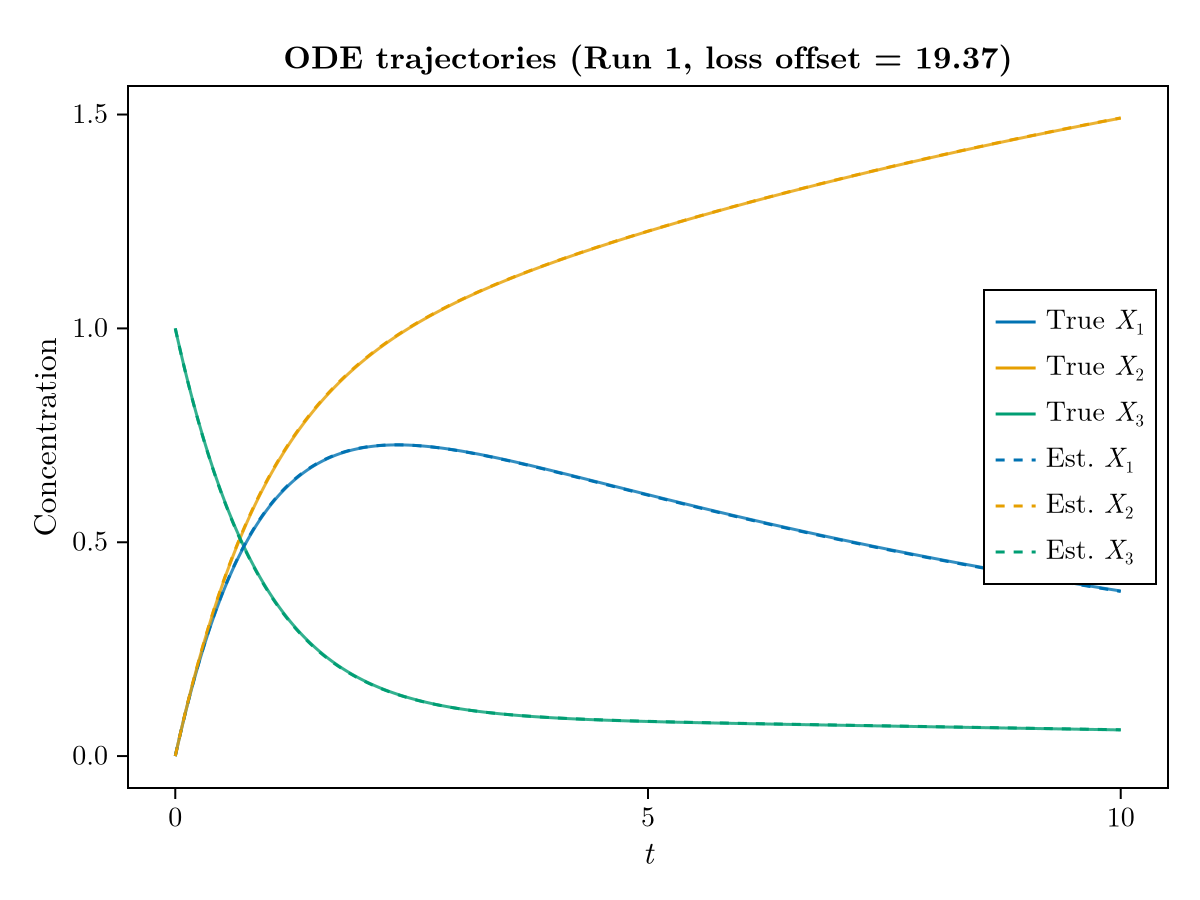 ODE trajectories (Run 1, loss offset = 19.37)
1.5
1.0
0.5
0.0
Concentration
0
5
10
t
True X₁
True X₂
True X₃
Est. X₁
Est. X₂
Est. X₃